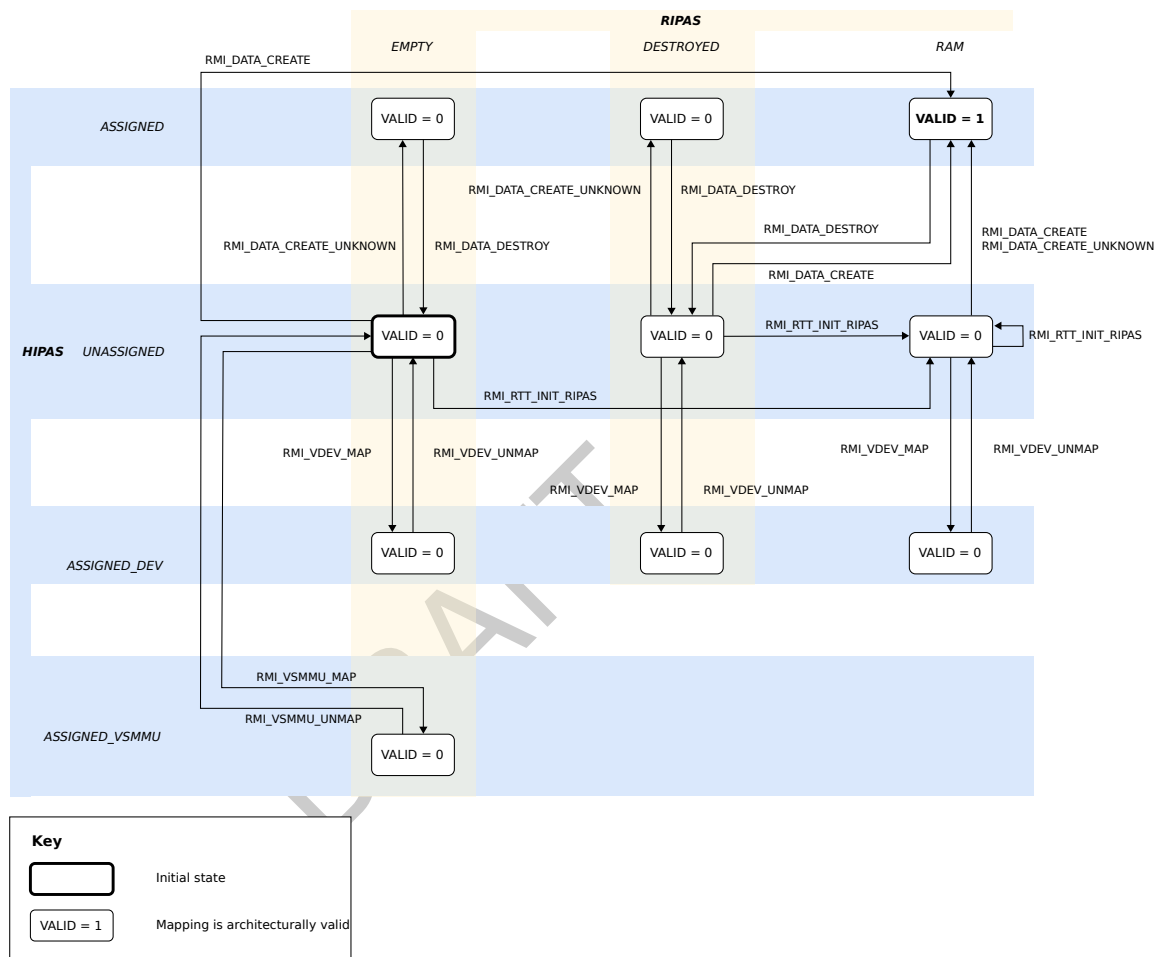 RIPAS
EMPTY
DESTROYED
RAM
RMI_DATA_CREATE
ASSIGNED
VALID = 0
VALID = 0
VALID = 1
RMI_DATA_CREATE_UNKNOWN
RMI_DATA_DESTROY
RMI_DATA_DESTROY
RMI_DATA_CREATE
RMI_DATA_CREATE_UNKNOWN
RMI_DATA_CREATE_UNKNOWN
RMI_DATA_DESTROY
RMI_DATA_CREATE
HIPAS
UNASSIGNED
VALID = 0
VALID = 0
RMI_RTT_INIT_RIPAS
VALID = 0
RMI_RTT_INIT_RIPAS
RMI_RTT_INIT_RIPAS
RMI_VDEV_MAP
RMI_VDEV_UNMAP
RMI_VDEV_MAP
RMI_VDEV_UNMAP
RMI_VDEV_MAP
RMI_VDEV_UNMAP
ASSIGNED_DEV
VALID = 0
VALID = 0
VALID = 0
DRAFT
RMI_VSMMU_MAP
RMI_VSMMU_UNMAP
ASSIGNED_VSMMU
VALID = 0
Key
Initial state
VALID = 1
Mapping is architecturally valid